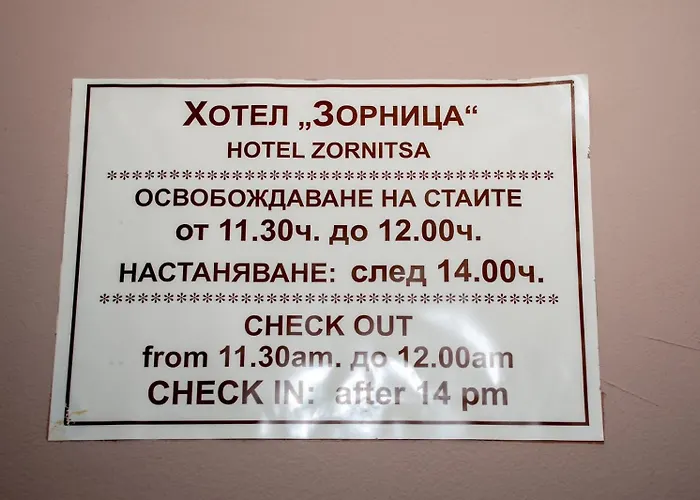 ХОТЕЛ „ЗОРНИЦА“
HOTEL ZORNITSA
************************************
ОСВОБОЖДАВАНЕ НА СТАИТЕ
от 11.30ч. до 12.00ч.
НАСТАНЯВАНЕ: след 14.00ч.
*************************************
CHECK OUT
from 11.30am. до 12.00am
CHECK IN: after 14 pm